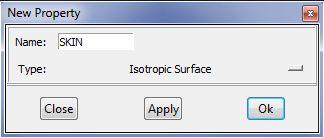 New Property
Name: SKIN
Type: Isotropic Surface
Close Apply Ok